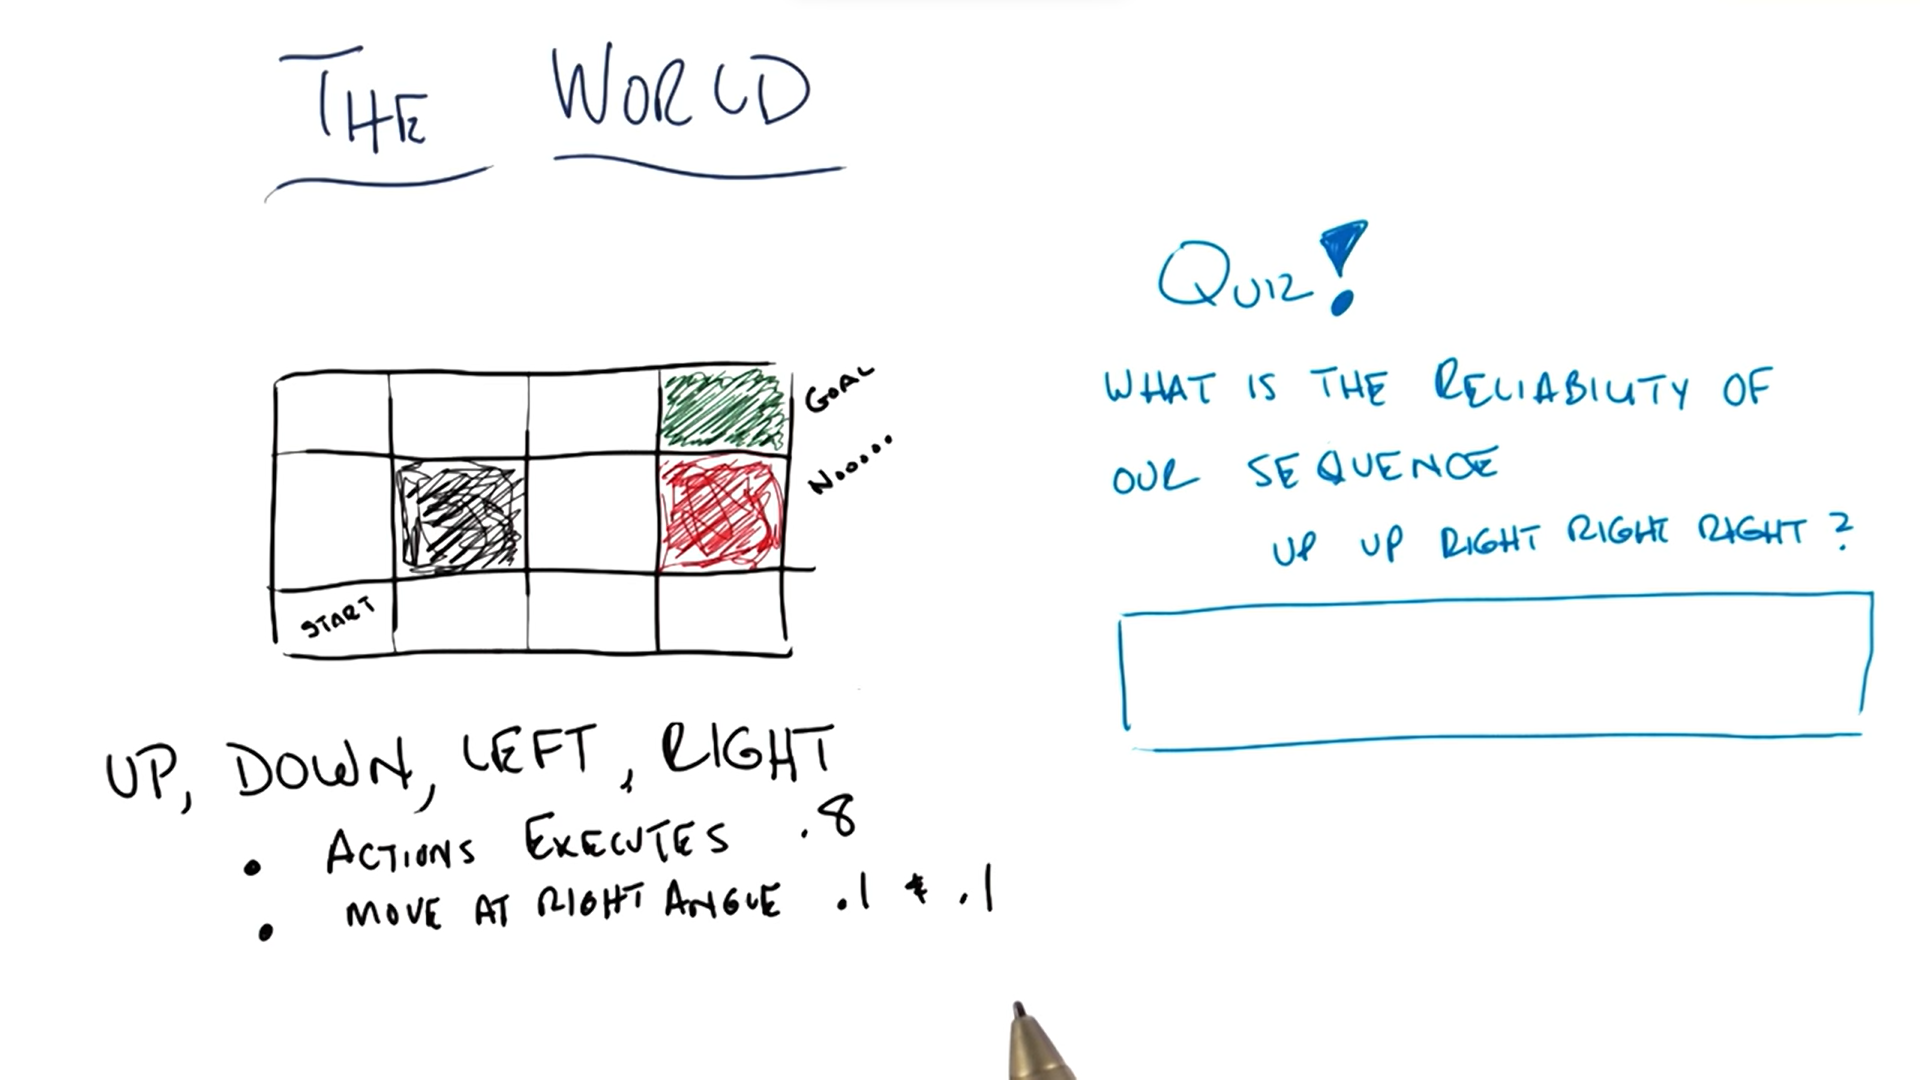 THE WORLD
QUIZ!
WHAT IS THE RELIABILITY OF
OUR SEQUENCE
UP UP RIGHT RIGHT RIGHT?
GOAL
NOOOO...
START
UP, DOWN, LEFT, RIGHT
• ACTIONS EXECUTES .8
• MOVE AT RIGHT ANGLE .1 & .1